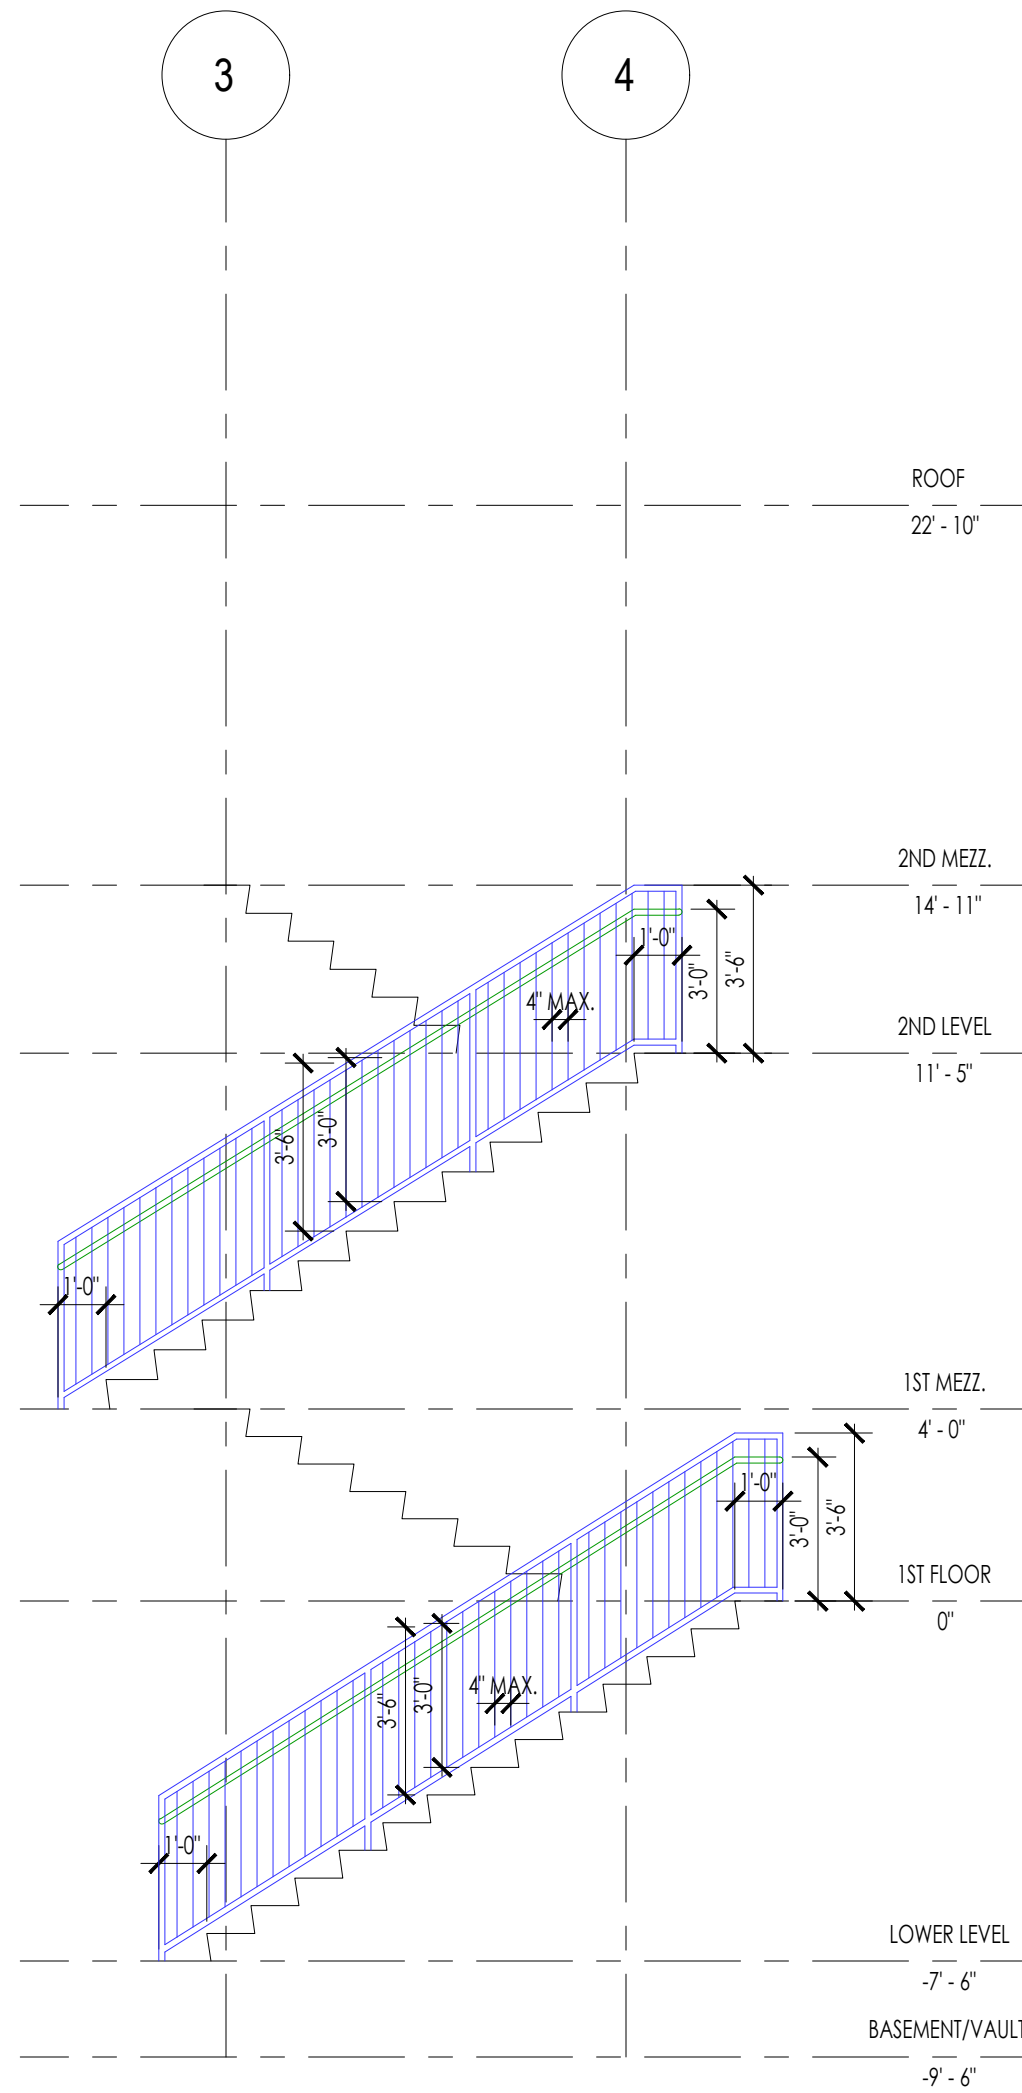 3
4
ROOF
22' - 10"
2ND MEZZ.
14' - 11"
1'-0"
3'-0"
3'-6"
4" MAX.
2ND LEVEL
11' - 5"
3'-6"
3'-0"
1'-0"
1ST MEZZ.
4' - 0"
1'-0"
3'-0"
3'-6"
1ST FLOOR
0"
3'-6"
3'-0"
4" MAX.
1'-0"
LOWER LEVEL
-7' - 6"
BASEMENT/VAULT
-9' - 6"